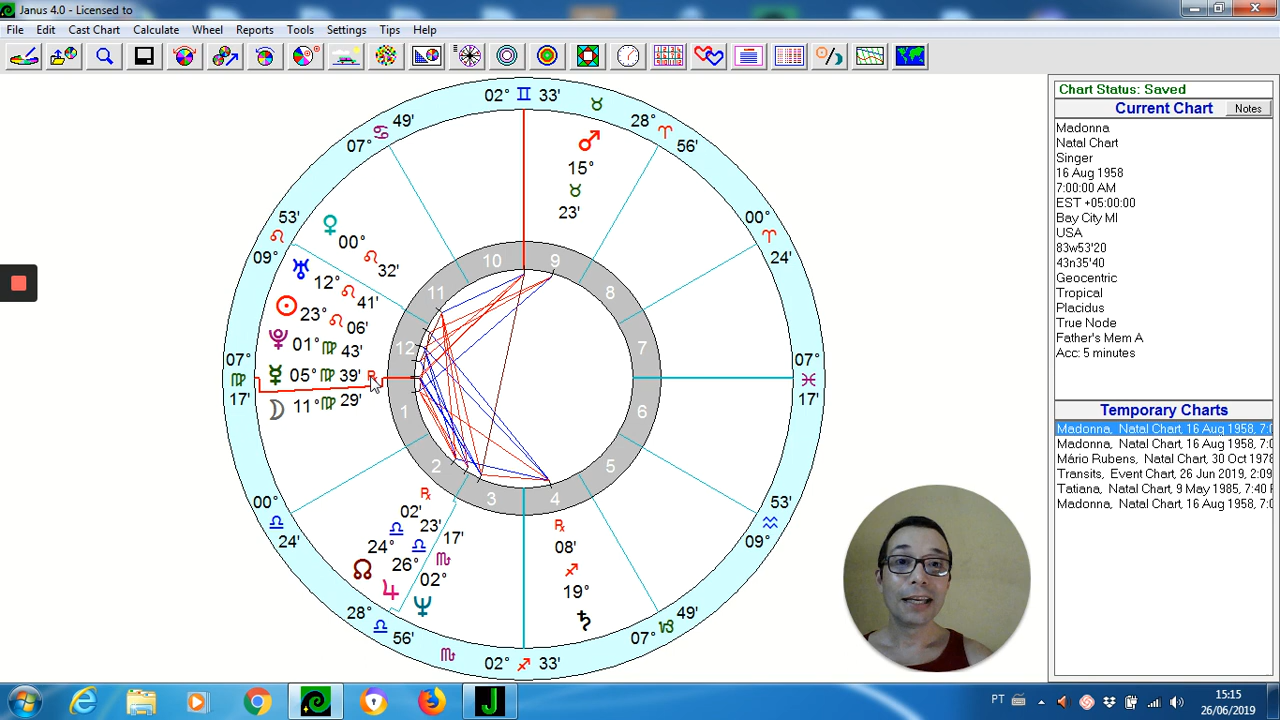 Janus 4.0 - Licensed to
File Edit Cast Chart Calculate Wheel Reports Tools Settings Tips Help
02° ♊ 33'
♉
28° ♈ 56'
07° ♋ 49'
♂
15°
♉
23'
53'
♌
09°
00°
♈
24'
♀ 00° ♌ 32'
♅ 12° ♌ 41'
☉ 23° ♌ 06'
♇ 01° ♍ 43'
☿ 05° ♍ 39' ℞
☽ 11° ♍ 29'
07°
♍
17'
07°
♓
17'
10 9
11 8
12 7
1 6
2 5
3 4
00°
♎
24'
53'
♒
09°
℞
02'
♎
24°
☊
23'
♎
26°
♃
17'
♏
02°
♆
℞
08'
♐
19°
♄
28° ♎ 56'
♏
02° ♐ 33'
07° ♑ 49'
Chart Status: Saved
Current Chart
Notes
Madonna
Natal Chart
Singer
16 Aug 1958
7:00:00 AM
EST +05:00:00
Bay City MI
USA
83w53'20
43n35'40
Geocentric
Tropical
Placidus
True Node
Father's Mem A
Acc: 5 minutes
Temporary Charts
Madonna, Natal Chart, 16 Aug 1958, 7:0
Madonna, Natal Chart, 16 Aug 1958, 7:0
Mário Rubens, Natal Chart, 30 Oct 1978
Transits, Event Chart, 26 Jun 2019, 2:09
Tatiana, Natal Chart, 9 May 1985, 7:40
Madonna, Natal Chart, 16 Aug 1958, 7:0
PT
15:15
26/06/2019